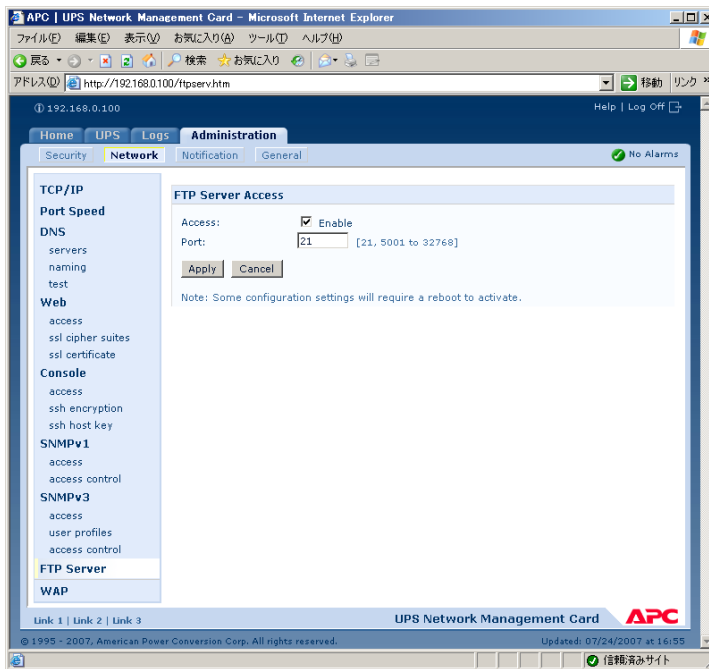 APC | UPS Network Management Card - Microsoft Internet Explorer
ファイル(F) 編集(E) 表示(V) お気に入り(A) ツール(T) ヘルプ(H)
戻る 検索 お気に入り
アドレス(D) http://192.168.0.100/ftpserv.htm 移動 リンク »
192.168.0.100 Help | Log Off
Home UPS Logs Administration
Security Network Notification General No Alarms
TCP/IP
Port Speed
DNS
servers
naming
test
Web
access
ssl cipher suites
ssl certificate
Console
access
ssh encryption
ssh host key
SNMPv1
access
access control
SNMPv3
access
user profiles
access control
FTP Server
WAP
FTP Server Access
Access: Enable
Port: 21 [21, 5001 to 32768]
Apply Cancel
Note: Some configuration settings will require a reboot to activate.
Link 1 | Link 2 | Link 3 UPS Network Management Card APC
© 1995 - 2007, American Power Conversion Corp. All rights reserved. Updated: 07/24/2007 at 16:55
信頼済みサイト